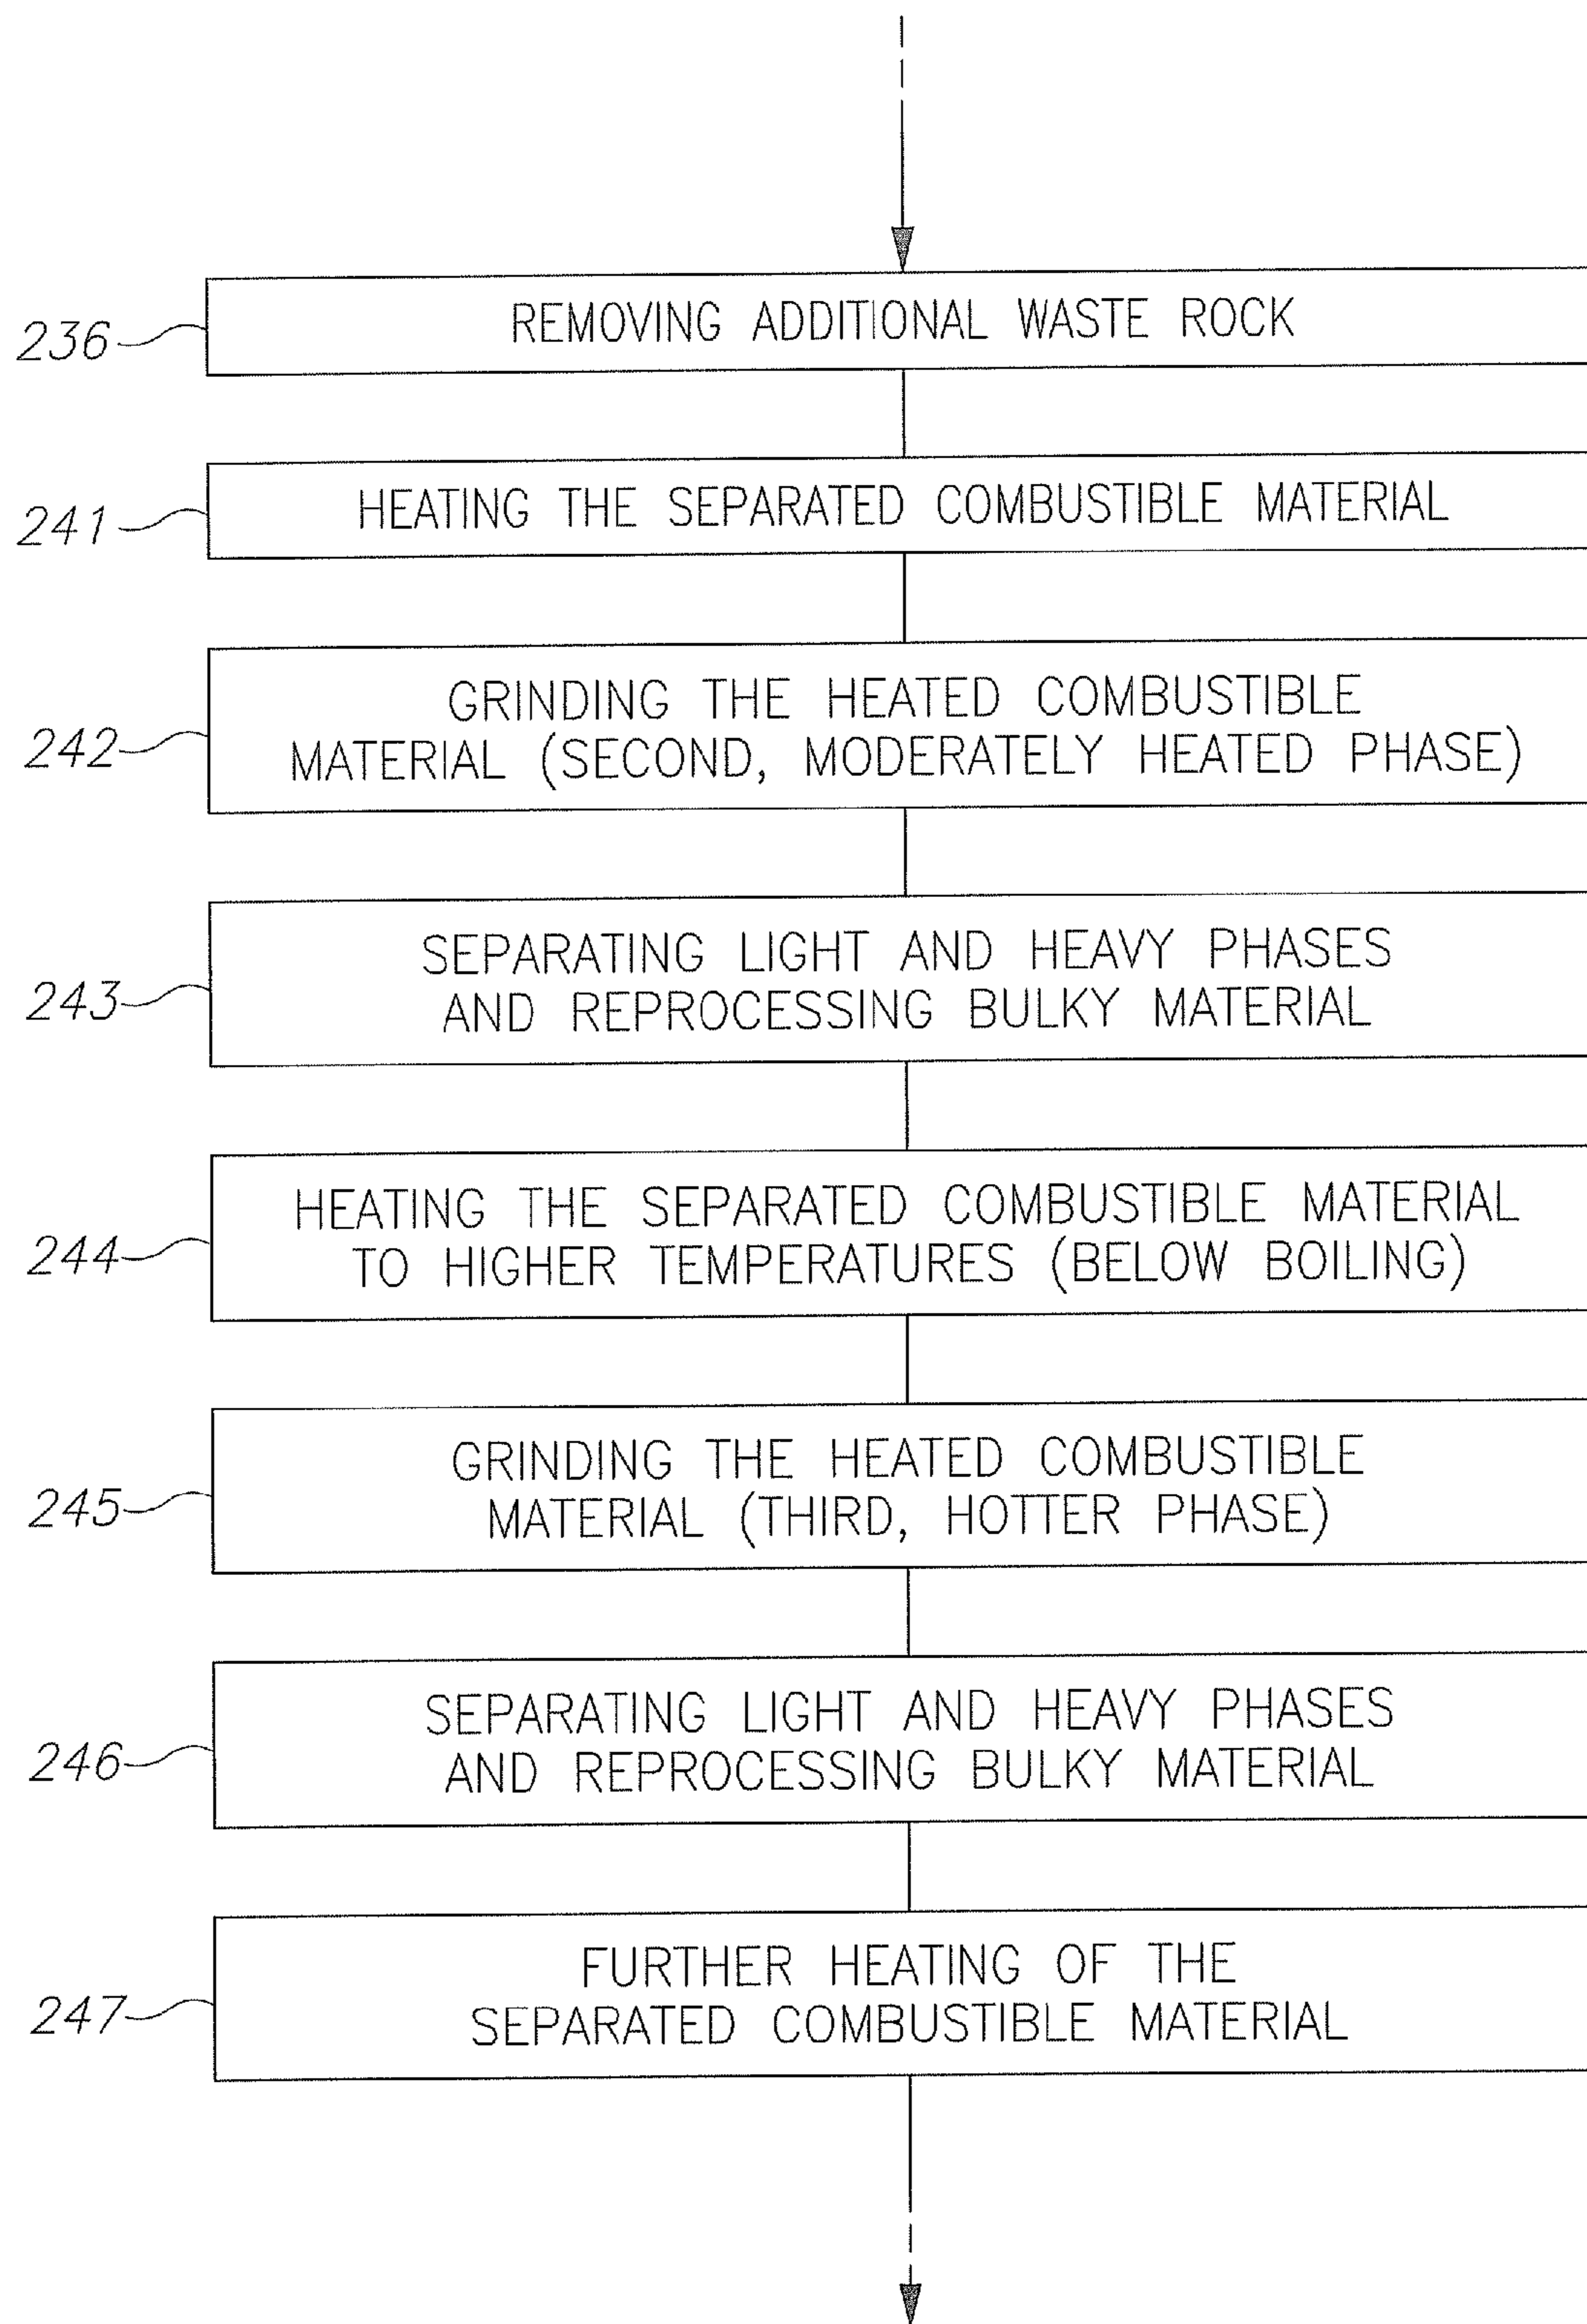 236
REMOVING ADDITIONAL WASTE ROCK
241
HEATING THE SEPARATED COMBUSTIBLE MATERIAL
242
GRINDING THE HEATED COMBUSTIBLE
MATERIAL (SECOND, MODERATELY HEATED PHASE)
243
SEPARATING LIGHT AND HEAVY PHASES
AND REPROCESSING BULKY MATERIAL
244
HEATING THE SEPARATED COMBUSTIBLE MATERIAL
TO HIGHER TEMPERATURES (BELOW BOILING)
245
GRINDING THE HEATED COMBUSTIBLE
MATERIAL (THIRD, HOTTER PHASE)
246
SEPARATING LIGHT AND HEAVY PHASES
AND REPROCESSING BULKY MATERIAL
247
FURTHER HEATING OF THE
SEPARATED COMBUSTIBLE MATERIAL